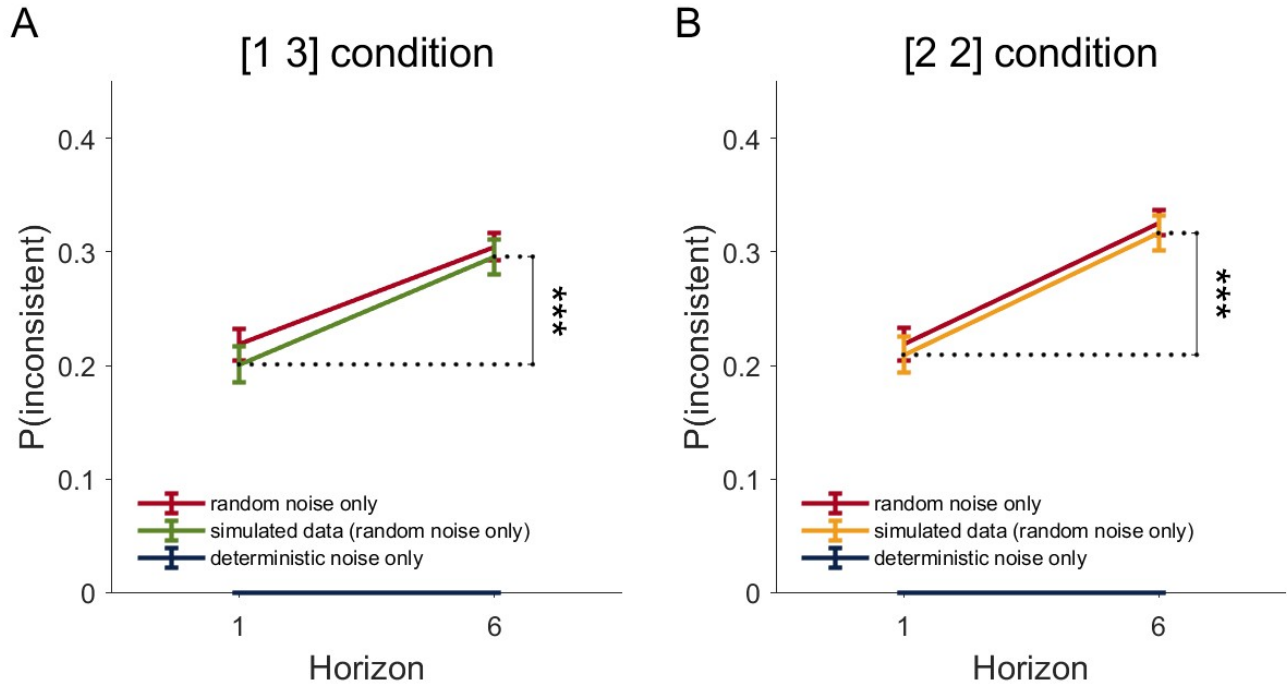 A
[1 3] condition
P(inconsistent)
0.4
0.3
0.2
0.1
0
***
random noise only
simulated data (random noise only)
deterministic noise only
1
6
Horizon
B
[2 2] condition
P(inconsistent)
0.4
0.3
0.2
0.1
0
***
random noise only
simulated data (random noise only)
deterministic noise only
1
6
Horizon